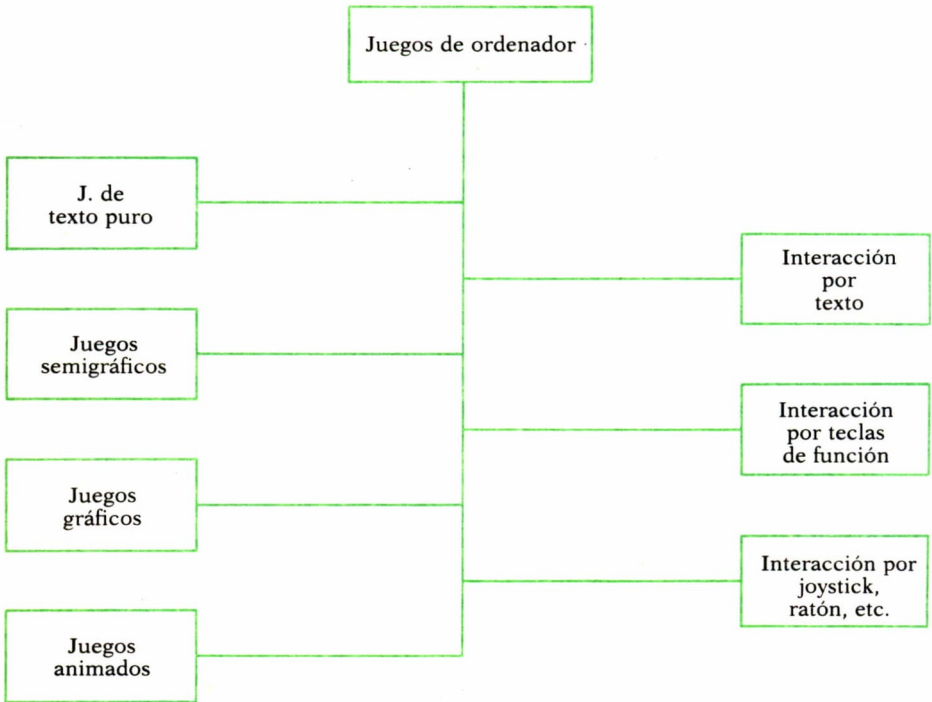 Juegos de ordenador
J. de
texto puro
Interacción
por
texto
Juegos
semigráficos
Interacción
por teclas
de función
Juegos
gráficos
Interacción por
joystick,
ratón, etc.
Juegos
animados